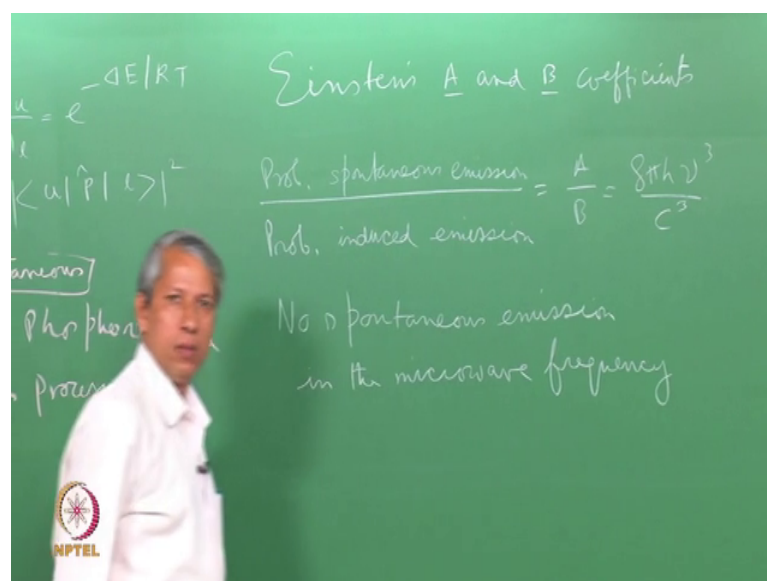 u = e^-ΔE/RT
l
|<u|p̂|l>|²
taneous
Phosphor
n proces
Einstein's A and B coefficients
Prob. spontaneous emission = A = 8πhν³
Prob. induced emission B C³
No spontaneous emission
in the microwave frequency
NPTEL